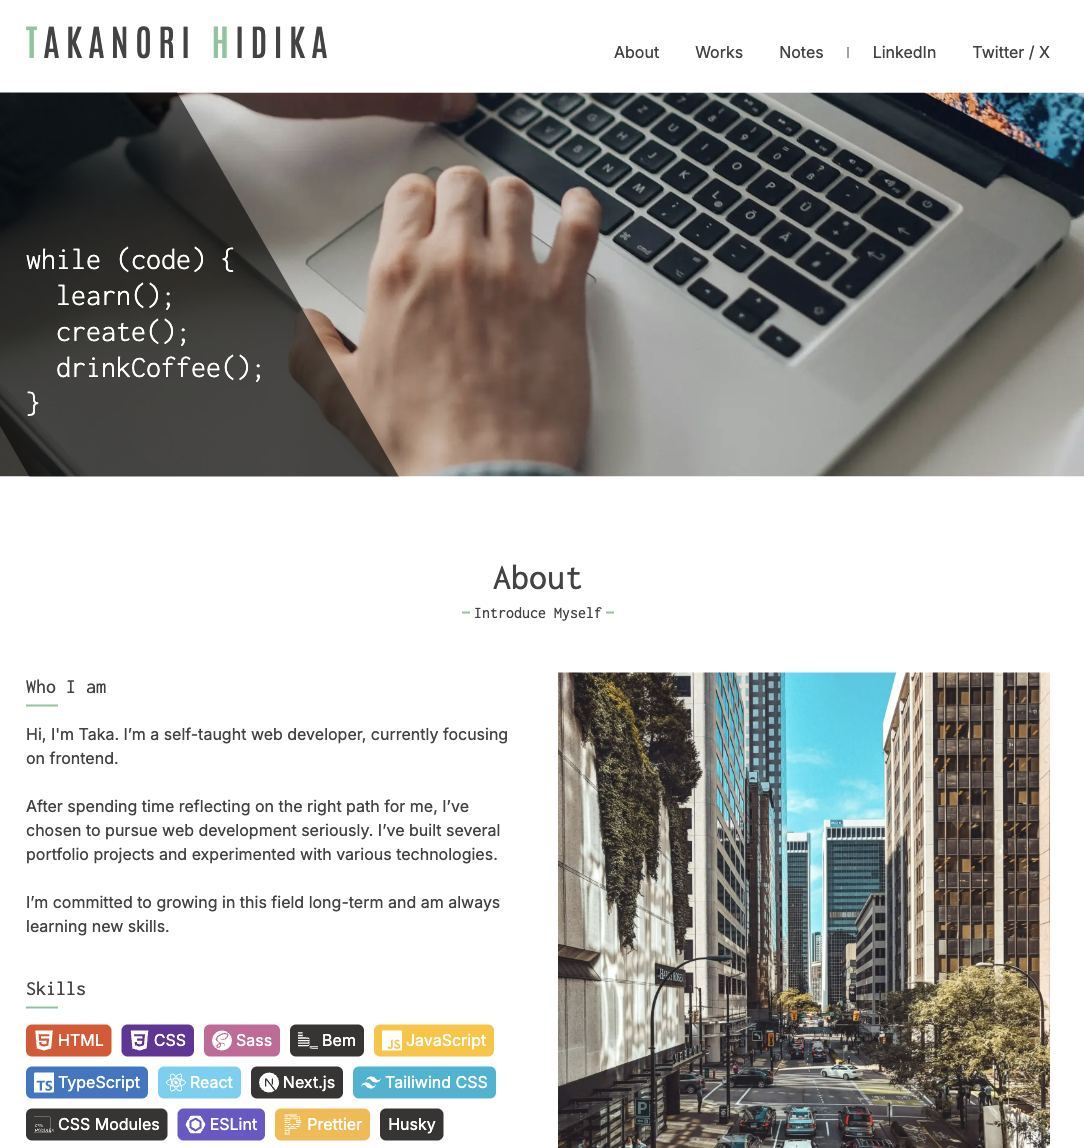 TAKANORI HIDIKA
About Works Notes | LinkedIn Twitter / X
while (code) {
learn();
create();
drinkCoffee();
}
About
Introduce Myself
Who I am
Hi, I'm Taka. I’m a self-taught web developer, currently focusing
on frontend.
After spending time reflecting on the right path for me, I’ve
chosen to pursue web development seriously. I’ve built several
portfolio projects and experimented with various technologies.
I’m committed to growing in this field long-term and am always
learning new skills.
Skills
HTML CSS Sass Bem JS JavaScript
TS TypeScript React N Next.js Tailiwind CSS
CSS Modules ESLint Prettier Husky
P